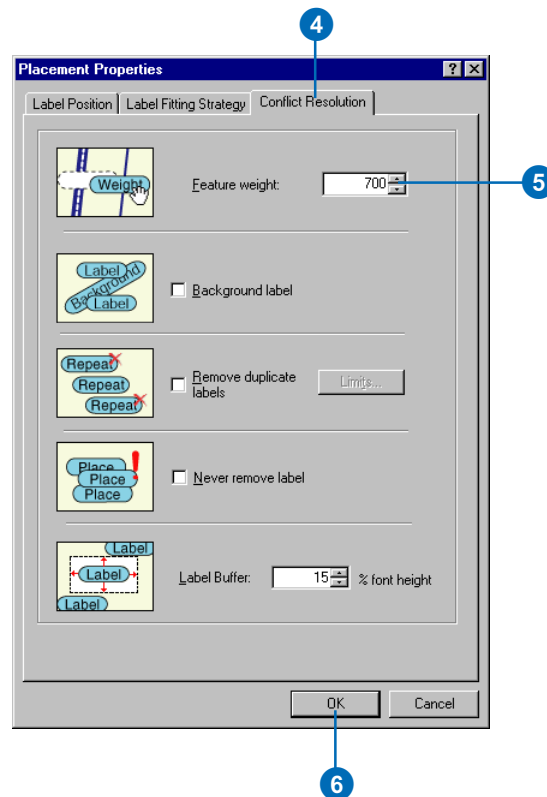 4
Placement Properties
? X
Label Position
Label Fitting Strategy
Conflict Resolution
Weight
Feature weight:
700
5
Label
Background
Label
Background label
Repeat
Repeat
Repeat
Remove duplicate
labels
Limits...
Place
Place
Place
!
Never remove label
Label
Label
Label
Label Buffer:
15
% font height
OK
Cancel
6